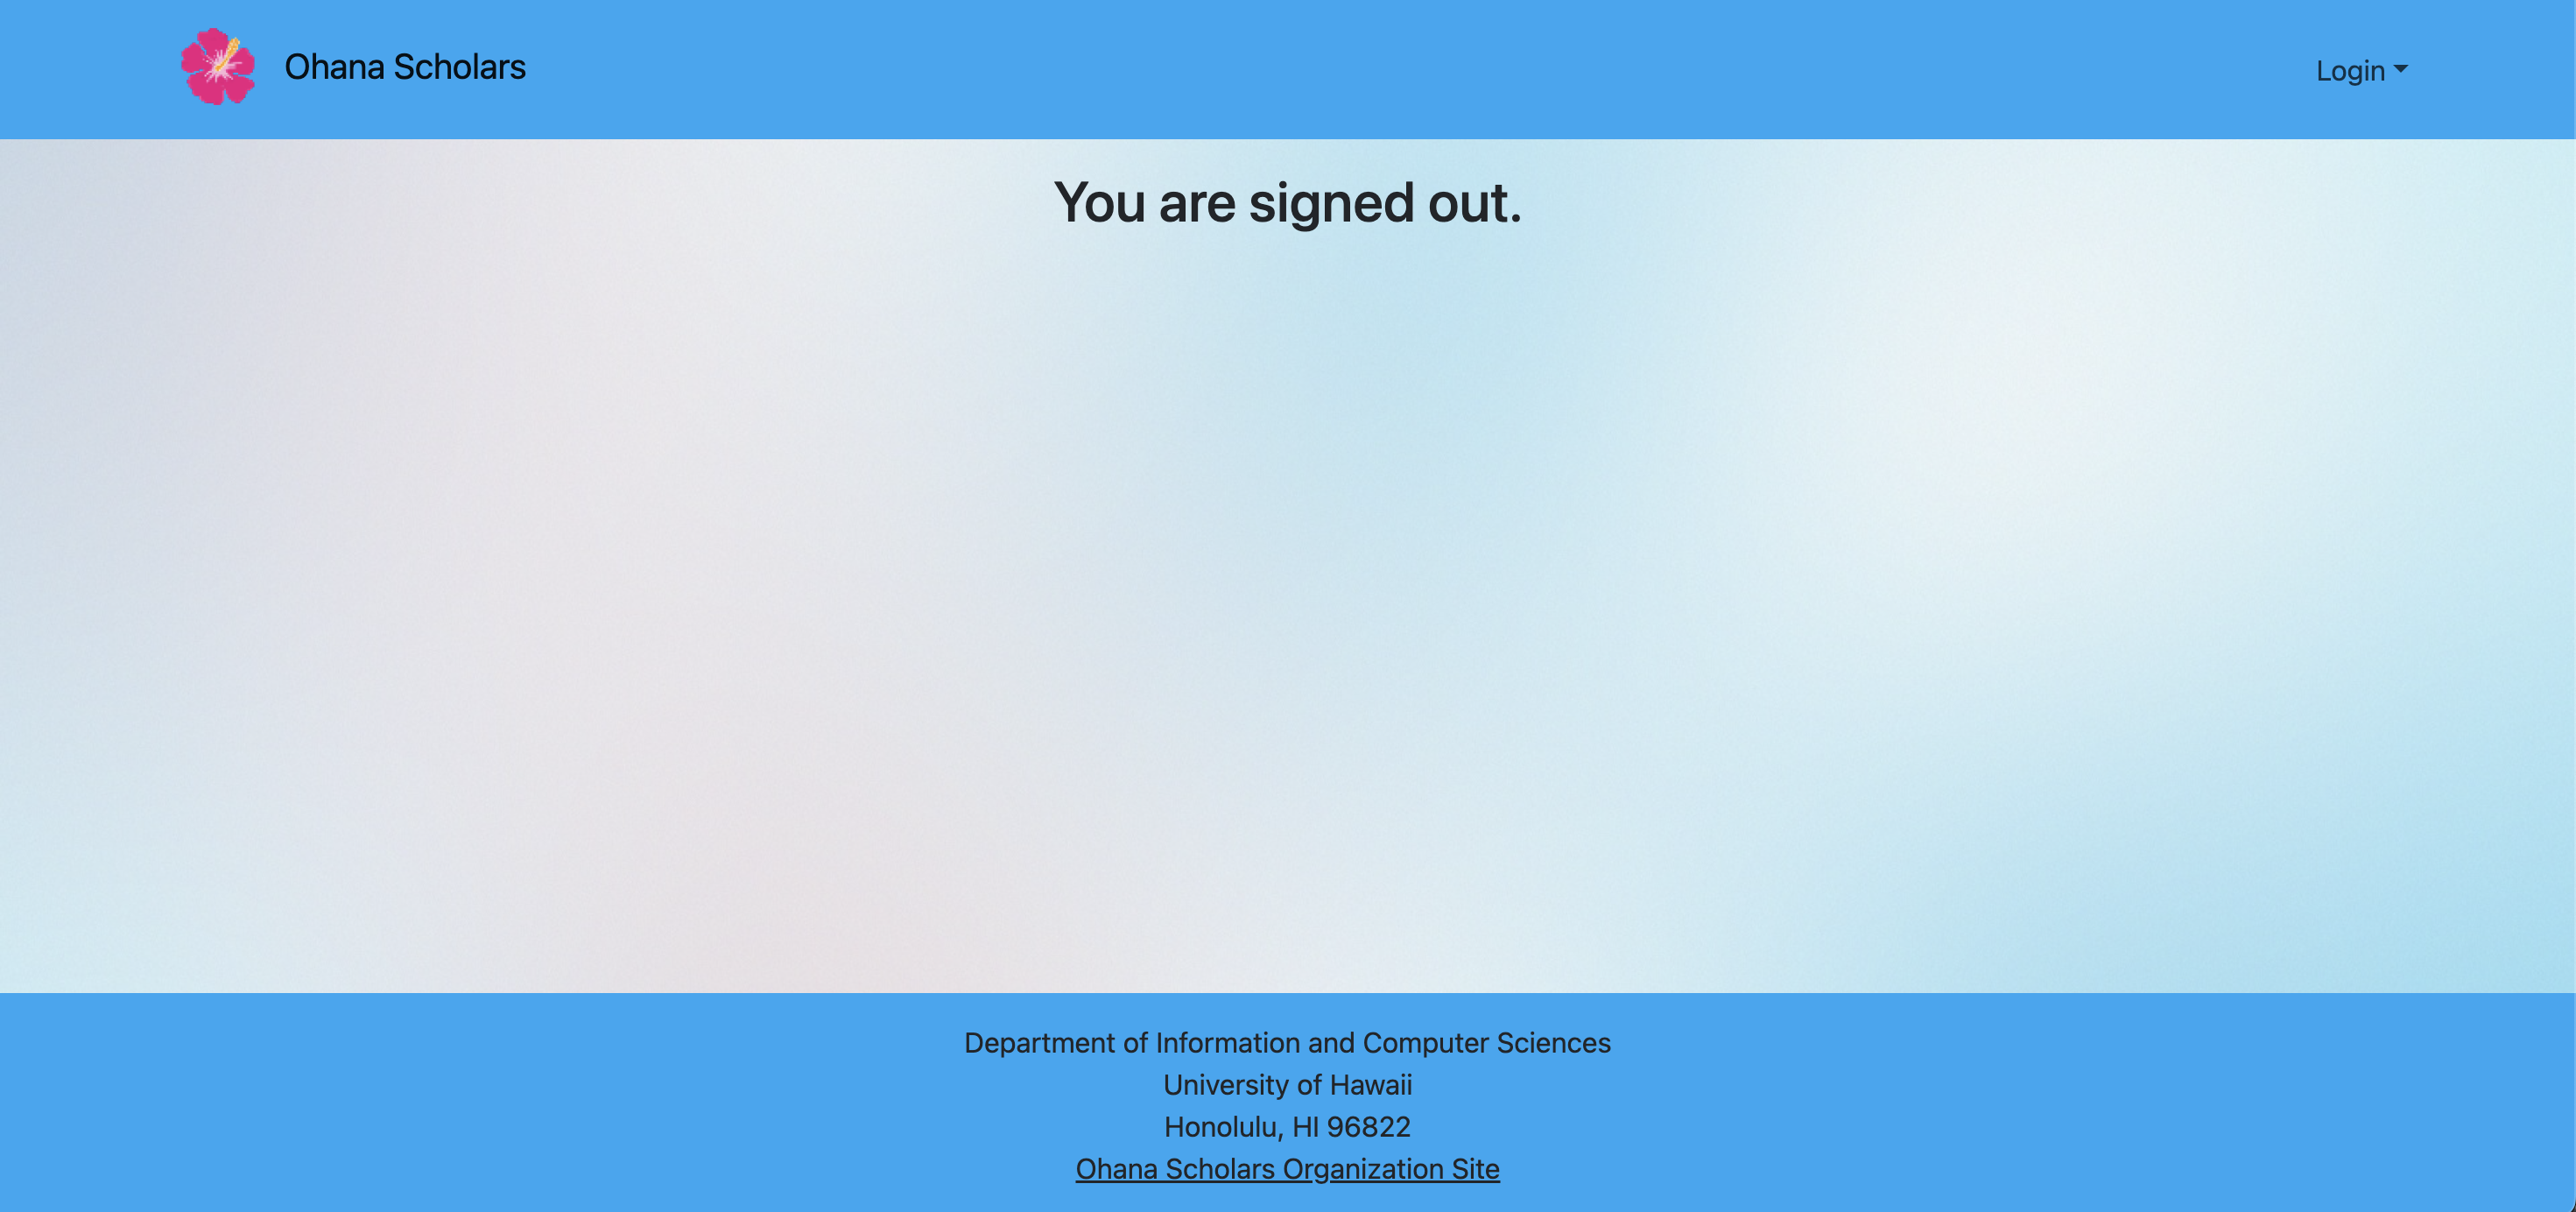 Ohana Scholars
Login
You are signed out.
Department of Information and Computer Sciences
University of Hawaii
Honolulu, HI 96822
Ohana Scholars Organization Site